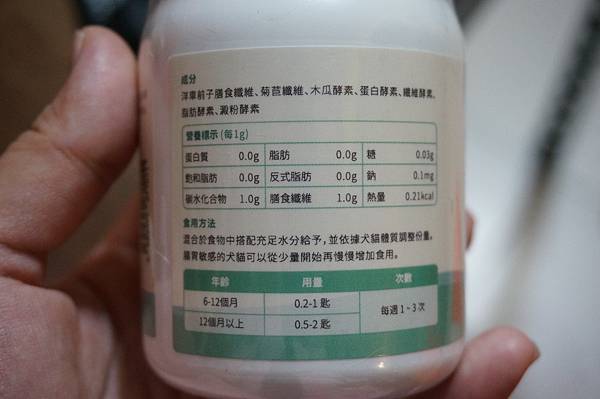 成分
洋車前子膳食纖維、菊苣纖維、木瓜酵素、蛋白酵素、纖維酵素、
脂肪酵素、澱粉酵素
營養標示 (每1g)
蛋白質 0.0g 脂肪 0.0g 糖 0.03g
飽和脂肪 0.0g 反式脂肪 0.0g 鈉 0.1mg
碳水化合物 1.0g 膳食纖維 1.0g 熱量 0.21kcal
食用方法
混合於食物中搭配充足水分給予，並依據犬貓體質調整份量。
腸胃敏感的犬貓可以從少量開始再慢慢增加食用。
年齡 用量 次數
6-12個月 0.2-1 匙 每週 1~3 次
12個月以上 0.5-2 匙